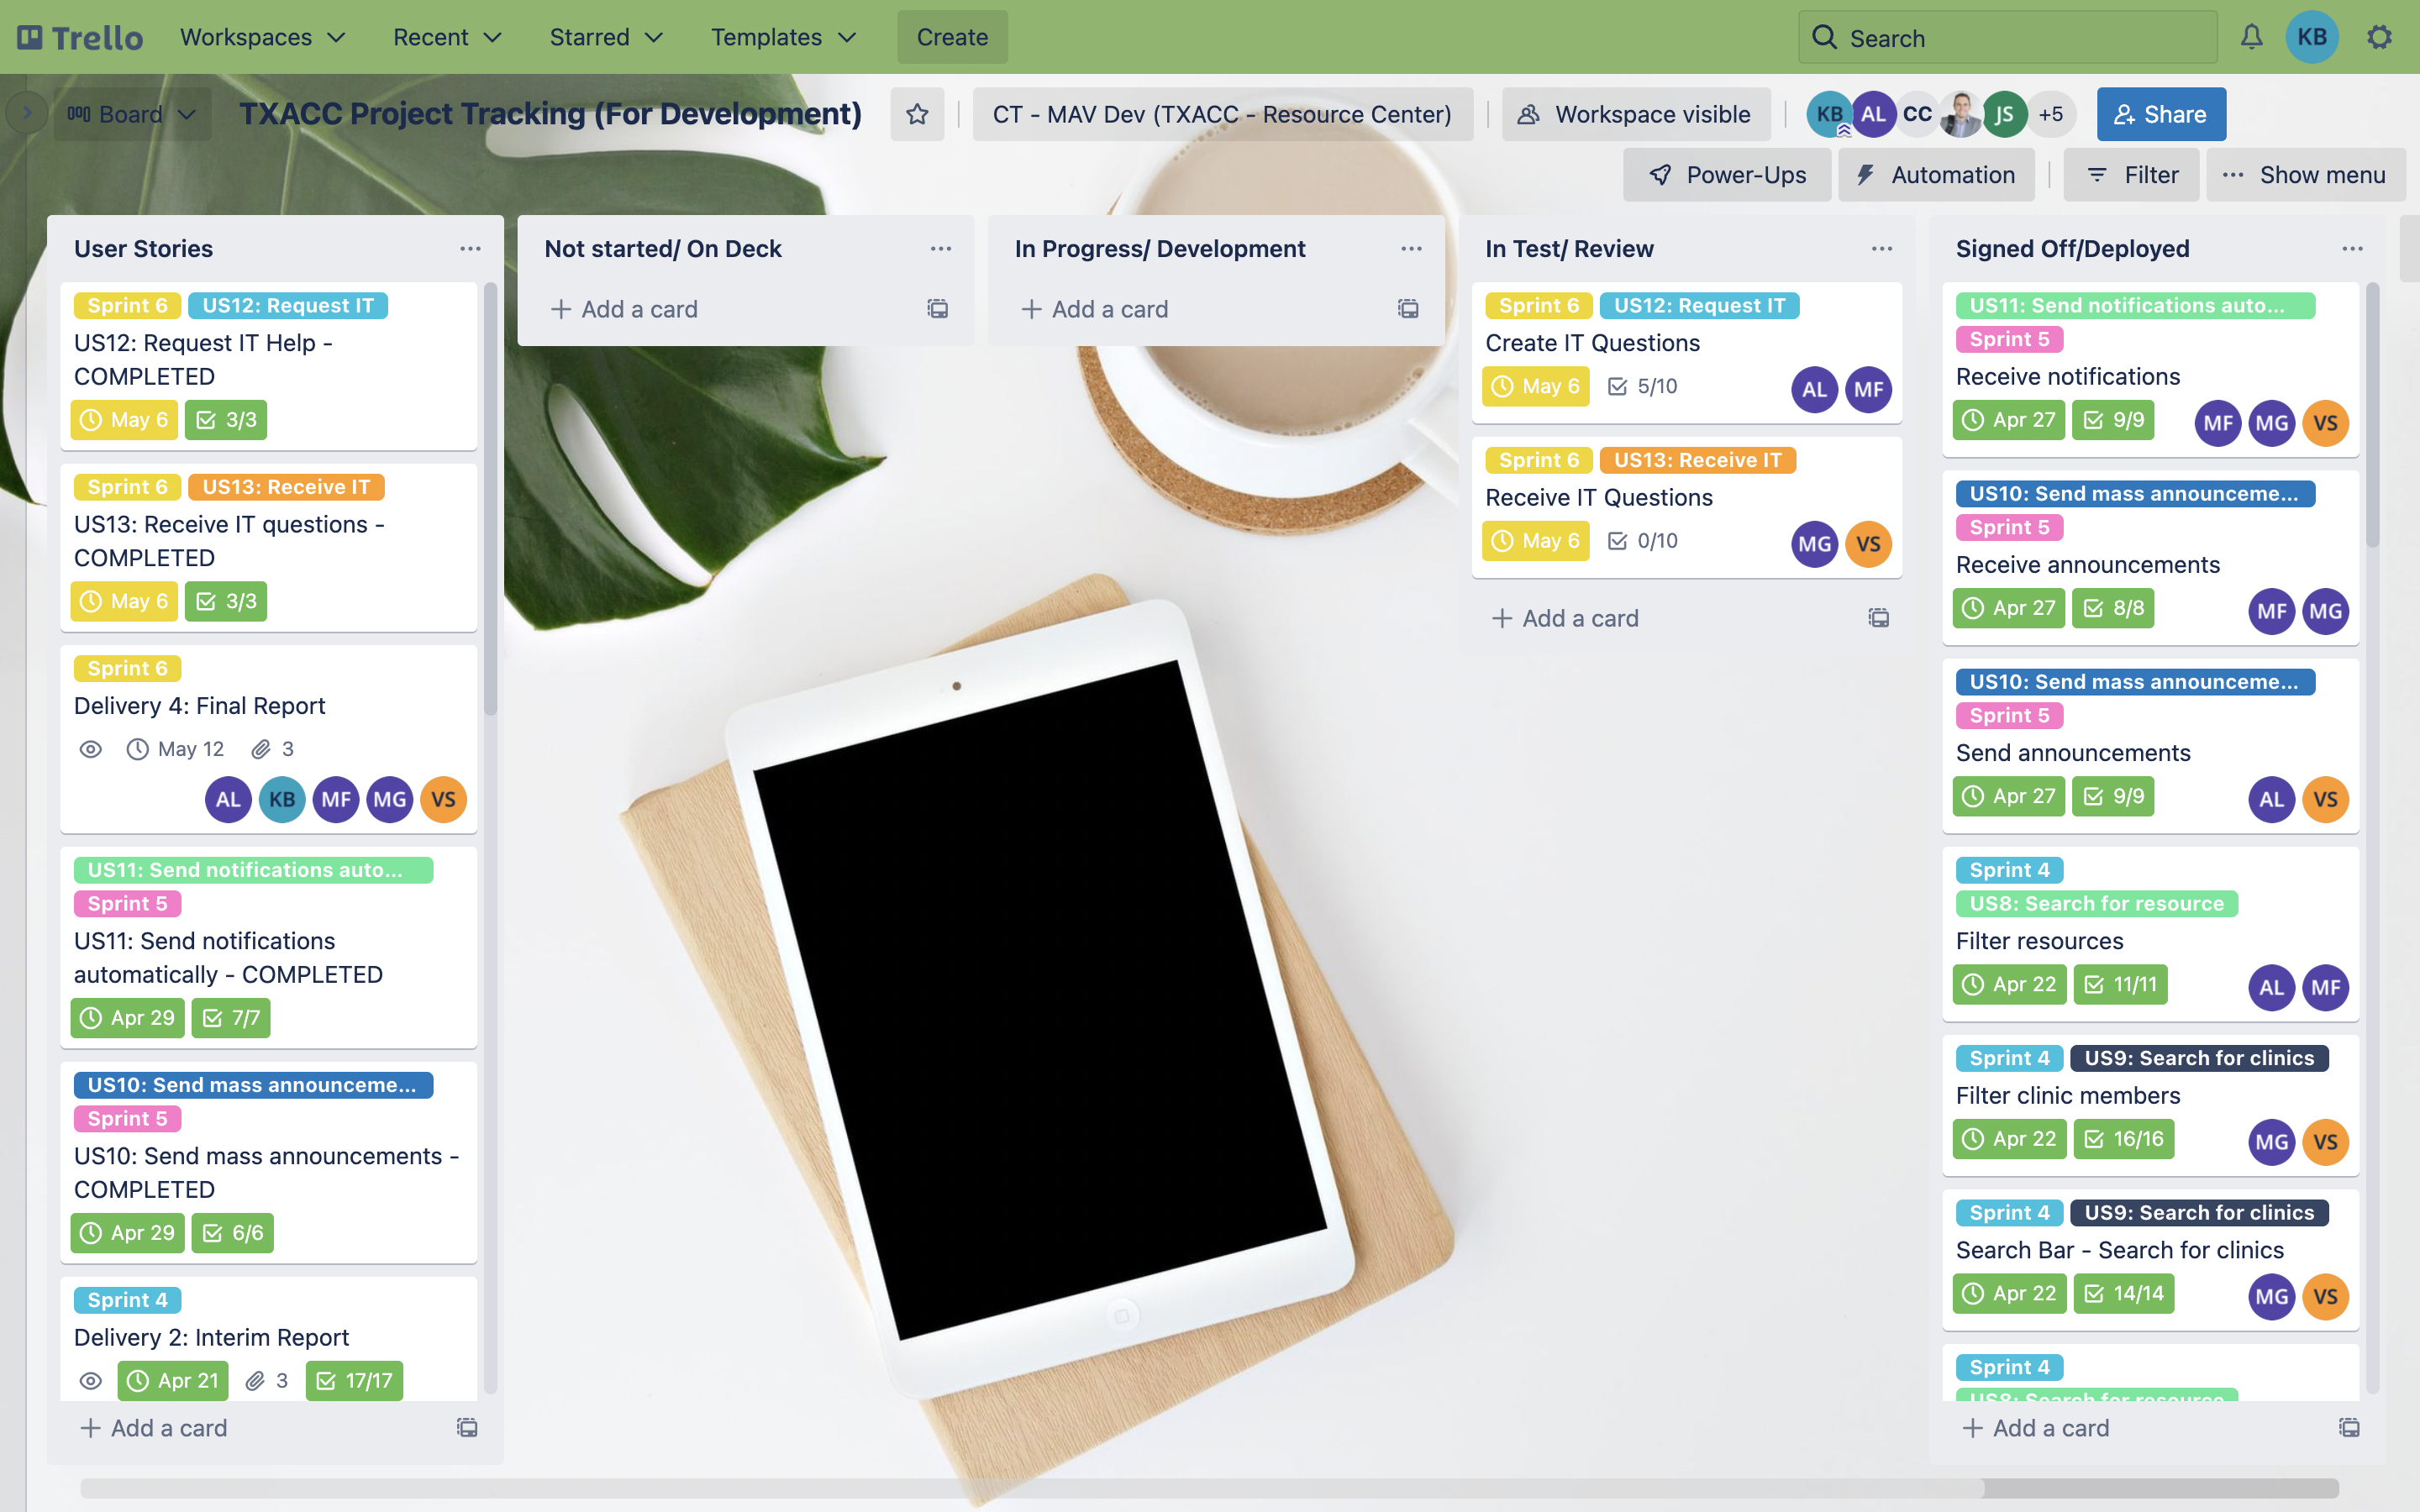 Trello
Workspaces
Recent
Starred
Templates
Create
Search
KB
Board
TXACC Project Tracking (For Development)
CT - MAV Dev (TXACC - Resource Center)
Workspace visible
KB
AL
CC
JS
+5
Share
Power-Ups
Automation
Filter
Show menu
User Stories
Sprint 6 US12: Request IT
US12: Request IT Help -
COMPLETED
May 6 3/3
Sprint 6 US13: Receive IT
US13: Receive IT questions -
COMPLETED
May 6 3/3
Sprint 6
Delivery 4: Final Report
May 12 3
AL KB MF MG VS
US11: Send notifications auto...
Sprint 5
US11: Send notifications
automatically - COMPLETED
Apr 29 7/7
US10: Send mass announceme...
Sprint 5
US10: Send mass announcements -
COMPLETED
Apr 29 6/6
Sprint 4
Delivery 2: Interim Report
Apr 21 3 17/17
Add a card
Not started/ On Deck
Add a card
In Progress/ Development
Add a card
In Test/ Review
Sprint 6 US12: Request IT
Create IT Questions
May 6 5/10 AL MF
Sprint 6 US13: Receive IT
Receive IT Questions
May 6 0/10 MG VS
Add a card
Signed Off/Deployed
US11: Send notifications auto...
Sprint 5
Receive notifications
Apr 27 9/9 MF MG VS
US10: Send mass announceme...
Sprint 5
Receive announcements
Apr 27 8/8 MF MG
US10: Send mass announceme...
Sprint 5
Send announcements
Apr 27 9/9 AL VS
Sprint 4
US8: Search for resource
Filter resources
Apr 22 11/11 AL MF
Sprint 4 US9: Search for clinics
Filter clinic members
Apr 22 16/16 MG VS
Sprint 4 US9: Search for clinics
Search Bar - Search for clinics
Apr 22 14/14 MG VS
Sprint 4
US8: Search for resource
Add a card